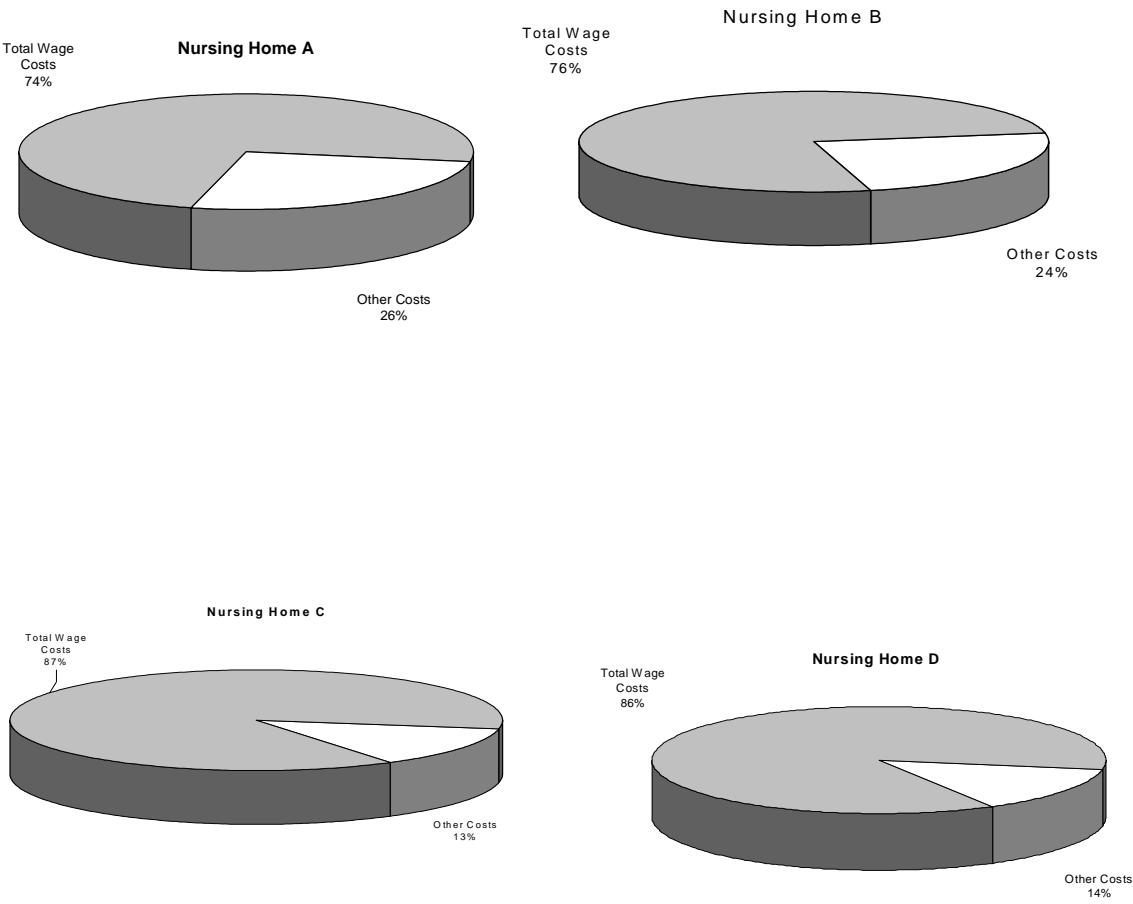 Nursing Home A
Total Wage
Costs
74%
Other Costs
26%
Nursing Home B
Total Wage
Costs
76%
Other Costs
24%
Nursing Home C
Total Wage
Costs
87%
Other Costs
13%
Nursing Home D
Total Wage
Costs
86%
Other Costs
14%